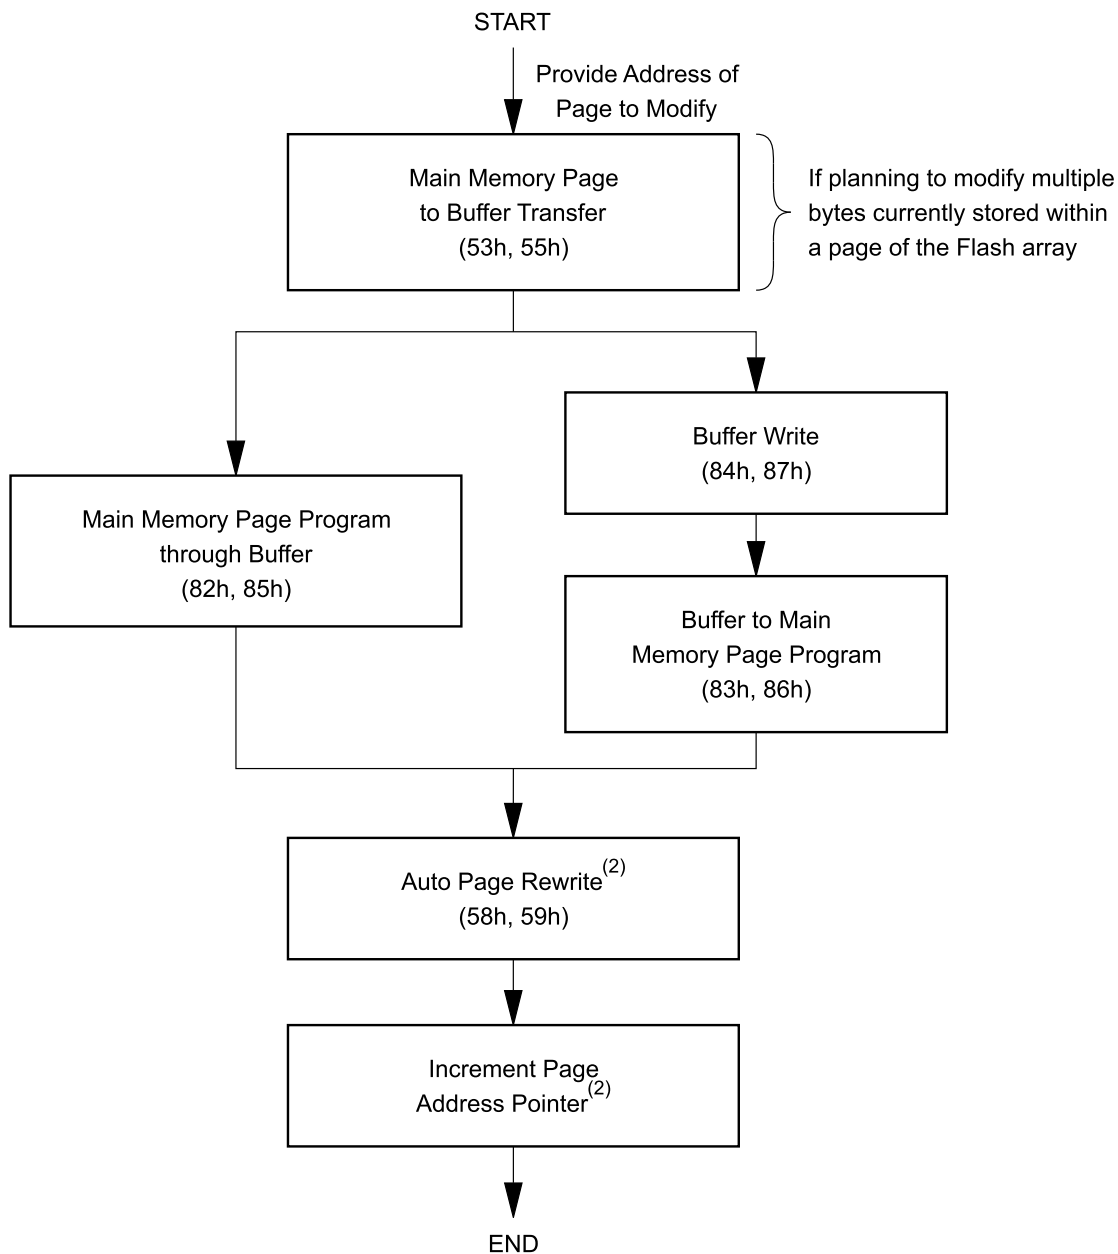 START
Provide Address of
Page to Modify
Main Memory Page
to Buffer Transfer
(53h, 55h)
If planning to modify multiple
bytes currently stored within
a page of the Flash array
Buffer Write
(84h, 87h)
Main Memory Page Program
through Buffer
(82h, 85h)
Buffer to Main
Memory Page Program
(83h, 86h)
Auto Page Rewrite(2)
(58h, 59h)
Increment Page
Address Pointer(2)
END